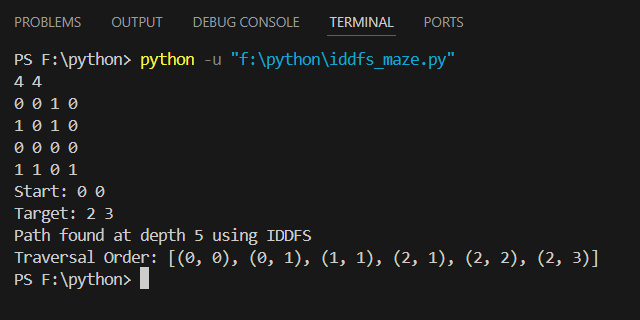 PROBLEMS OUTPUT DEBUG CONSOLE TERMINAL PORTS
PS F:\python> python -u "f:\python\iddfs_maze.py"
4 4
0 0 1 0
1 0 1 0
0 0 0 0
1 1 0 1
Start: 0 0
Target: 2 3
Path found at depth 5 using IDDFS
Traversal Order: [(0, 0), (0, 1), (1, 1), (2, 1), (2, 2), (2, 3)]
PS F:\python>